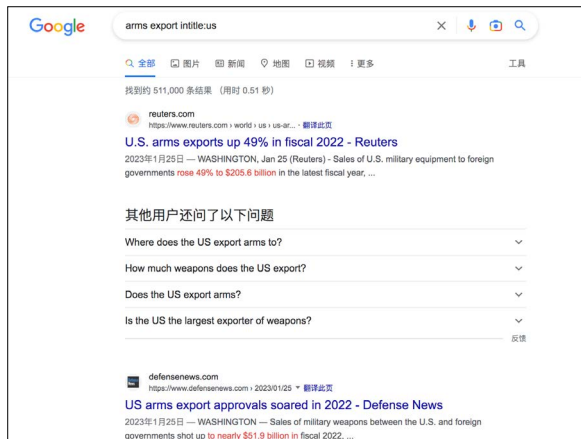 Google
arms export intitle:us
全部 图片 新闻 地图 视频 更多 工具
找到约 511,000 条结果 （用时 0.51 秒）
reuters.com
https://www.reuters.com › world › us › us-ar... · 翻译此页
U.S. arms exports up 49% in fiscal 2022 - Reuters
2023年1月25日 — WASHINGTON, Jan 25 (Reuters) - Sales of U.S. military equipment to foreign
governments rose 49% to $205.6 billion in the latest fiscal year, ...
其他用户还问了以下问题
Where does the US export arms to?
How much weapons does the US export?
Does the US export arms?
Is the US the largest exporter of weapons?
反馈
defensenews.com
https://www.defensenews.com › 2023/01/25 翻译此页
US arms export approvals soared in 2022 - Defense News
2023年1月25日 — WASHINGTON — Sales of military weapons between the U.S. and foreign
governments shot up to nearly $51.9 billion in fiscal 2022, ...